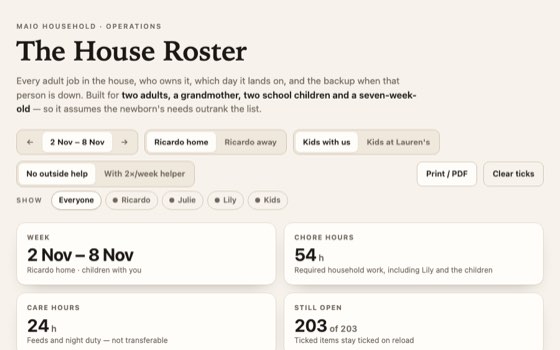 MAIO HOUSEHOLD · OPERATIONS
The House Roster
Every adult job in the house, who owns it, which day it lands on, and the backup when that
person is down. Built for two adults, a grandmother, two school children and a seven-week-
old — so it assumes the newborn's needs outrank the list.
← 2 Nov – 8 Nov → Ricardo home Ricardo away Kids with us Kids at Lauren's
No outside help With 2×/week helper Print / PDF Clear ticks
SHOW Everyone Ricardo Julie Lily Kids
WEEK
2 Nov – 8 Nov
Ricardo home · children with you
CHORE HOURS
54 h
Required household work, including Lily and the children
CARE HOURS
24 h
Feeds and night duty — not transferable
STILL OPEN
203 of 203
Ticked items stay ticked on reload